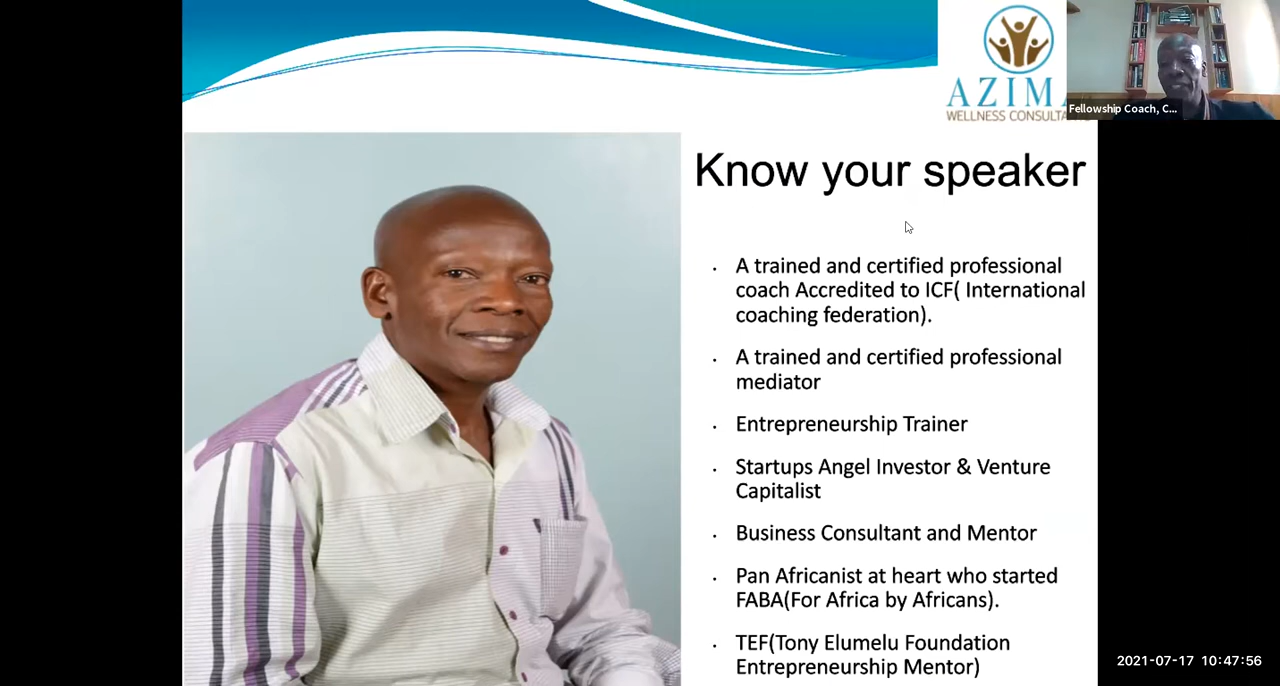 AZIM
WELLNESS CONSULTA
Fellowship Coach, C...
Know your speaker
· A trained and certified professional
coach Accredited to ICF( International
coaching federation).
· A trained and certified professional
mediator
· Entrepreneurship Trainer
· Startups Angel Investor & Venture
Capitalist
· Business Consultant and Mentor
· Pan Africanist at heart who started
FABA(For Africa by Africans).
· TEF(Tony Elumelu Foundation
Entrepreneurship Mentor)
2021-07-17 10:47:56